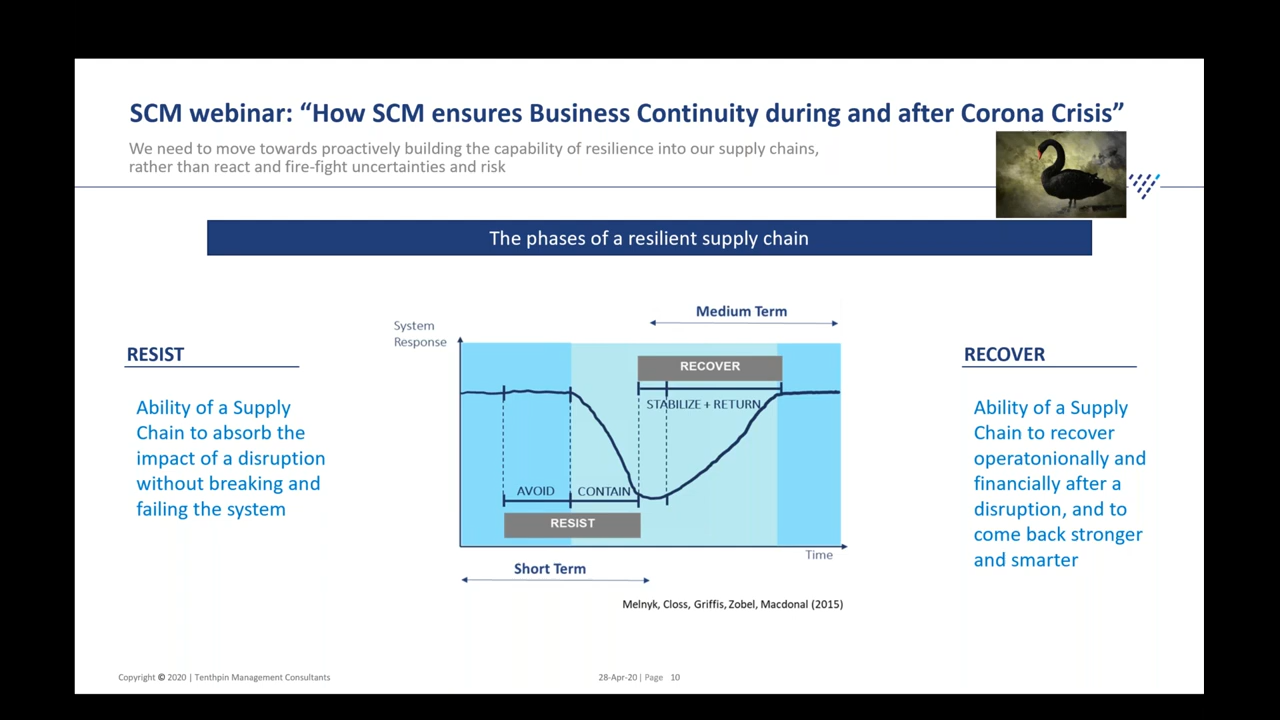 SCM webinar: “How SCM ensures Business Continuity during and after Corona Crisis”
We need to move towards proactively building the capability of resilience into our supply chains,
rather than react and fire-fight uncertainties and risk
The phases of a resilient supply chain
RESIST
Ability of a Supply
Chain to absorb the
impact of a disruption
without breaking and
failing the system
System
Response
Medium Term
RECOVER
STABILIZE + RETURN
AVOID
CONTAIN
RESIST
Time
Short Term
Melnyk, Closs, Griffis, Zobel, Macdonal (2015)
RECOVER
Ability of a Supply
Chain to recover
operatonionally and
financially after a
disruption, and to
come back stronger
and smarter
Copyright © 2020 | Tenthpin Management Consultants
28-Apr-20 | Page 10